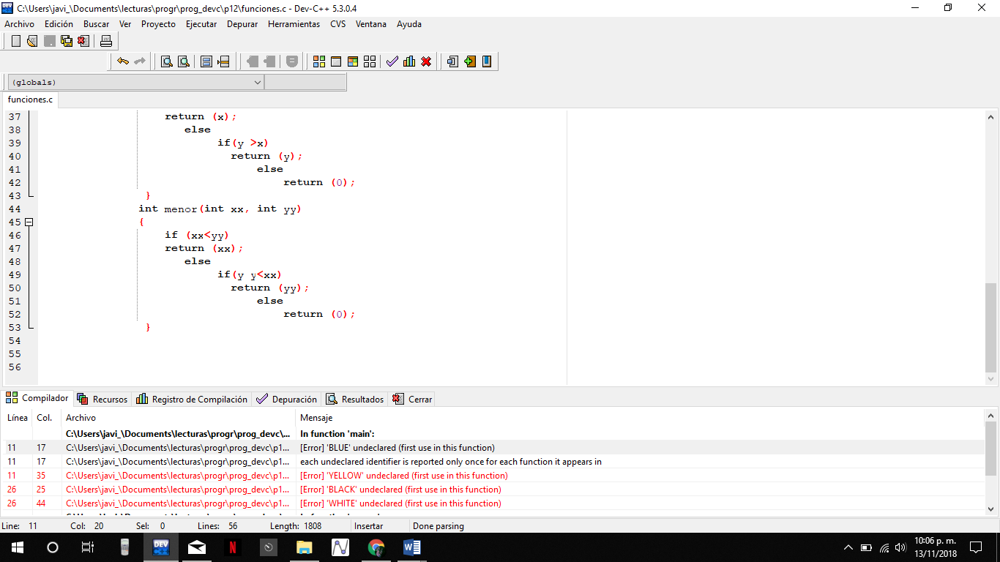 C:\Users\javi_\Documents\lecturas\progr\prog_devc\p12\funciones.c - Dev-C++ 5.3.0.4
Archivo Edición Buscar Ver Proyecto Ejecutar Depurar Herramientas CVS Ventana Ayuda
(globals)
funciones.c
37 return (x);
38 else
39 if(y >x)
40 return (y);
41 else
42 return (0);
43 }
44 int menor(int xx, int yy)
45 {
46 if (xx<yy)
47 return (xx);
48 else
49 if(y y<xx)
50 return (yy);
51 else
52 return (0);
53 }
54
55
56
Compilador Recursos Registro de Compilación Depuración Resultados Cerrar
Línea Col. Archivo Mensaje
C:\Users\javi_\Documents\lecturas\progr\prog_devc\... In function 'main':
11 17 C:\Users\javi_\Documents\lecturas\progr\prog_devc\p1... [Error] 'BLUE' undeclared (first use in this function)
11 17 C:\Users\javi_\Documents\lecturas\progr\prog_devc\p1... each undeclared identifier is reported only once for each function it appears in
11 35 C:\Users\javi_\Documents\lecturas\progr\prog_devc\p1... [Error] 'YELLOW' undeclared (first use in this function)
26 25 C:\Users\javi_\Documents\lecturas\progr\prog_devc\p1... [Error] 'BLACK' undeclared (first use in this function)
26 44 C:\Users\javi_\Documents\lecturas\progr\prog_devc\p1... [Error] 'WHITE' undeclared (first use in this function)
Line: 11 Col: 20 Sel: 0 Lines: 56 Length: 1808 Insertar Done parsing
DEV
10:06 p. m.
13/11/2018